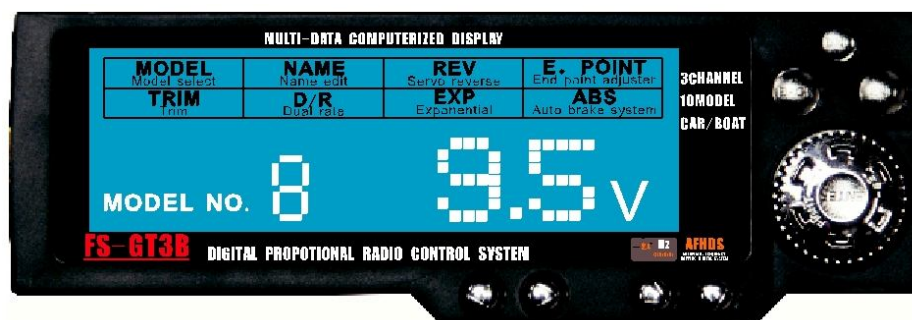 MULTI-DATA COMPUTERIZED DISPLAY
MODEL NAME REV E. POINT
Model select Name edit Servo reverse End point adjuster
TRIM D/R EXP ABS
Trim Dual rate Exponential Auto brake system
3CHANNEL
10MODEL
CAR/BOAT
MODEL NO. 8 9.5 V
FS-GT3B DIGITAL PROPOTIONAL RADIO CONTROL SYSTEM
AFHDS